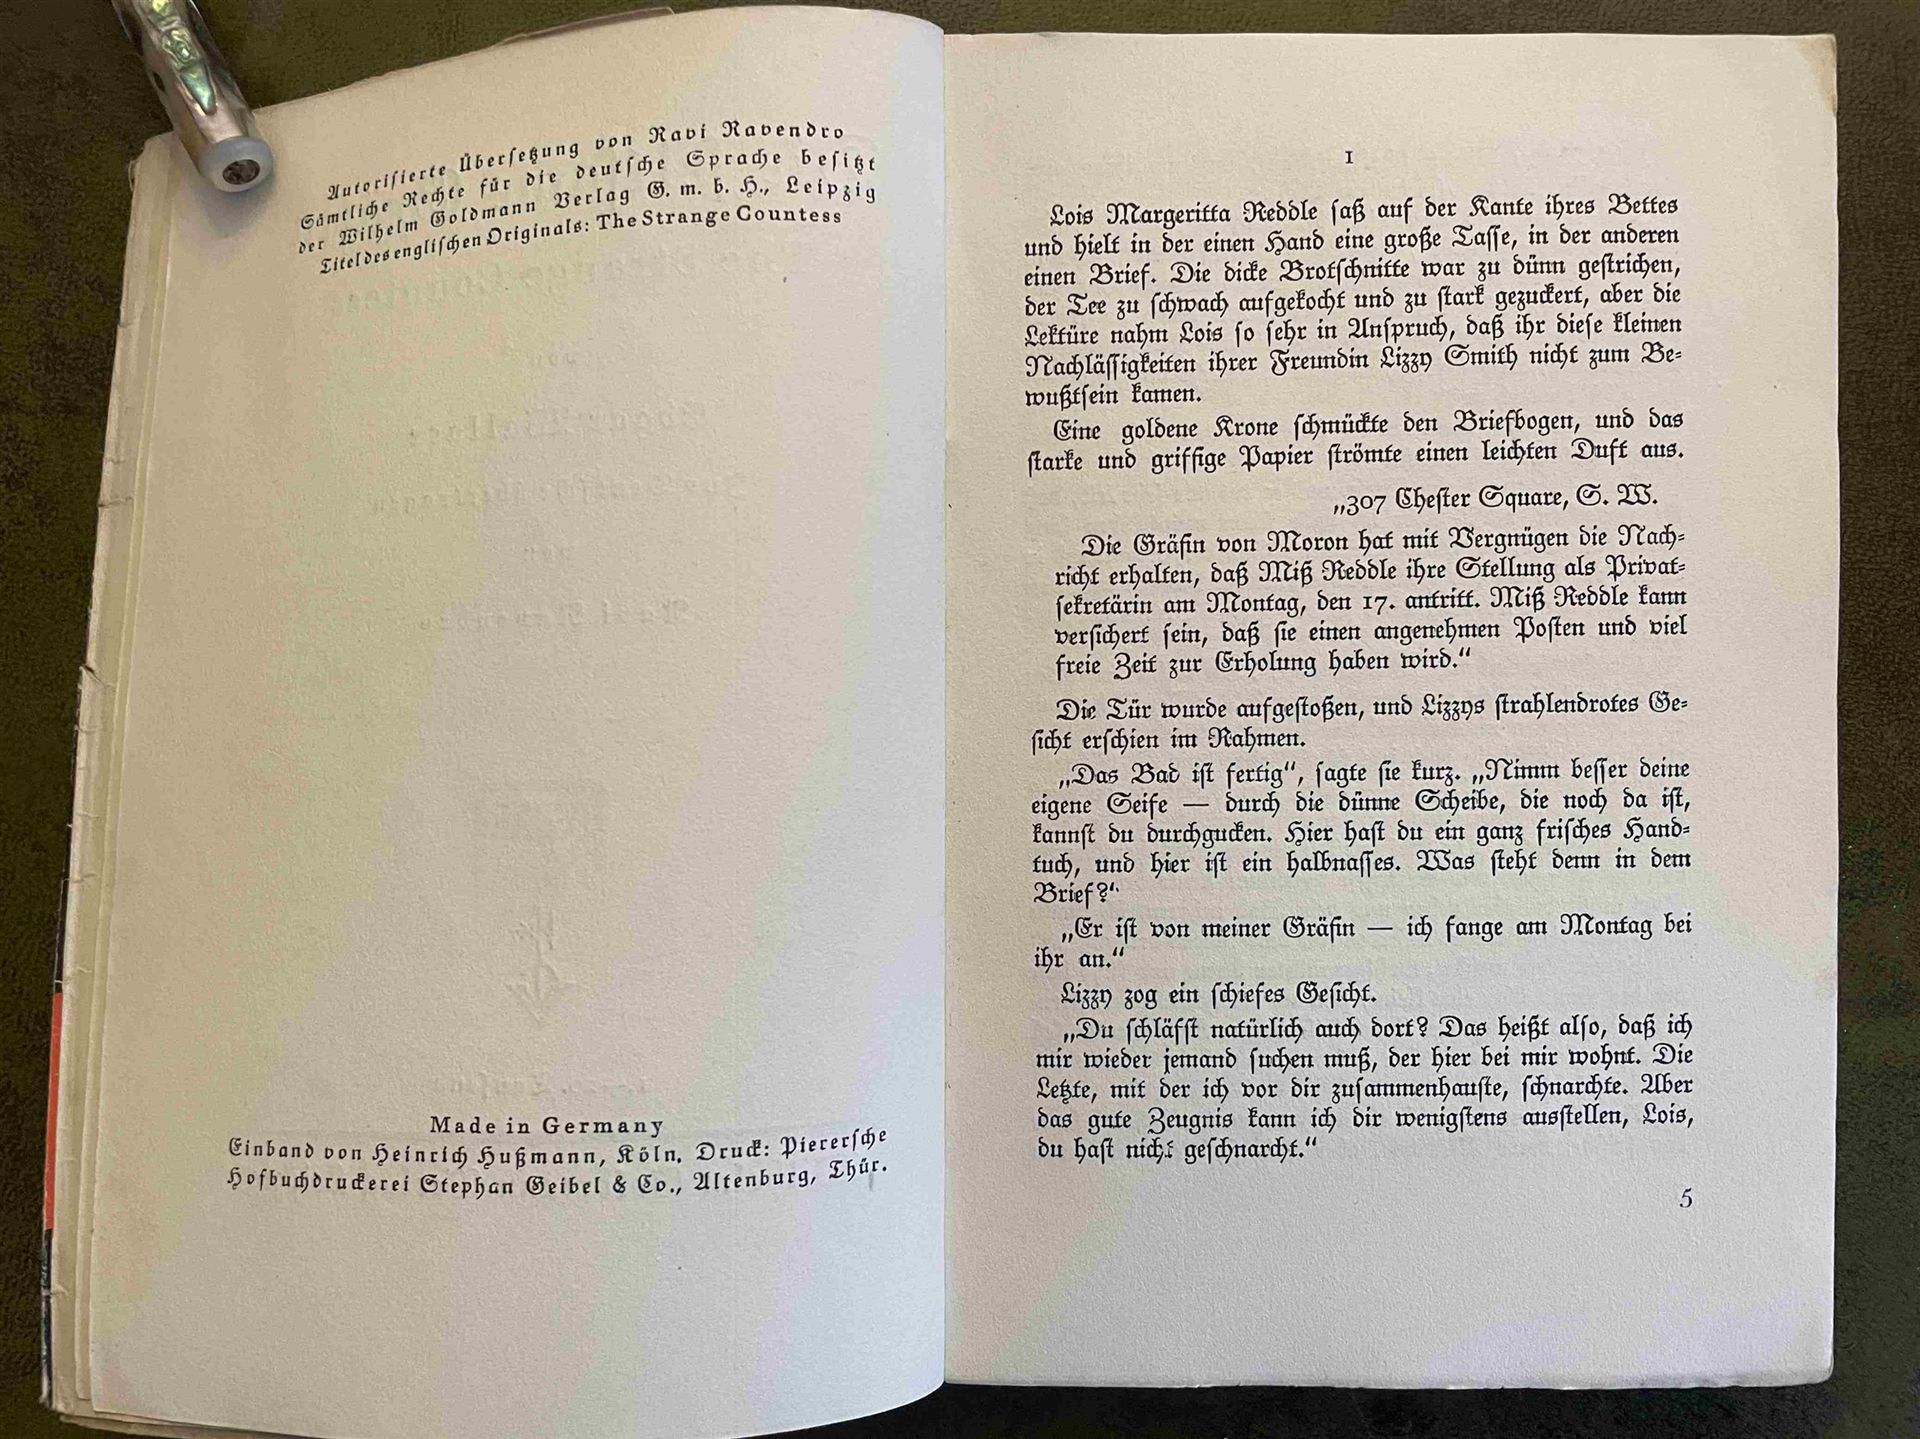 Autorisierte Übersetzung von Ravi Ravendro
Sämtliche Rechte für die deutsche Sprache besitzt
der Wilhelm Goldmann Verlag G. m. b. H., Leipzig
Titel des englischen Originals: The Strange Countess
Made in Germany
Einband von Heinrich Hußmann, Köln. Druck: Pierersche
Hofbuchdruckerei Stephan Geibel & Co., Altenburg, Thür.
1
Lois Margeritta Reddle saß auf der Kante ihres Bettes
und hielt in der einen Hand eine große Tasse, in der anderen
einen Brief. Die dicke Brotschnitte war zu dünn gestrichen,
der Tee zu schwach aufgekocht und zu stark gezuckert, aber die
Lektüre nahm Lois so sehr in Anspruch, daß ihr diese kleinen
Nachlässigkeiten ihrer Freundin Lizzy Smith nicht zum Be-
wußtsein kamen.
Eine goldene Krone schmückte den Briefbogen, und das
starke und griffige Papier strömte einen leichten Duft aus.
„307 Chester Square, S. W.
Die Gräfin von Moron hat mit Vergnügen die Nach-
richt erhalten, daß Miß Reddle ihre Stellung als Privat-
sekretärin am Montag, den 17. antritt. Miß Reddle kann
versichert sein, daß sie einen angenehmen Posten und viel
freie Zeit zur Erholung haben wird.“
Die Tür wurde aufgestoßen, und Lizzys strahlendrotes Ge-
sicht erschien im Rahmen.
„Das Bad ist fertig“, sagte sie kurz. „Nimm besser deine
eigene Seife — durch die dünne Scheibe, die noch da ist,
kannst du durchgucken. Hier hast du ein ganz frisches Hand-
tuch, und hier ist ein halbnasses. Was steht denn in dem
Brief?“
„Er ist von meiner Gräfin — ich fange am Montag bei
ihr an.“
Lizzy zog ein schiefes Gesicht.
„Du schläfst natürlich auch dort? Das heißt also, daß ich
mir wieder jemand suchen muß, der hier bei mir wohnt. Die
Letzte, mit der ich vor dir zusammenhauste, schnarchte. Aber
das gute Zeugnis kann ich dir wenigstens ausstellen, Lois,
du hast nicht geschnarcht.“
5